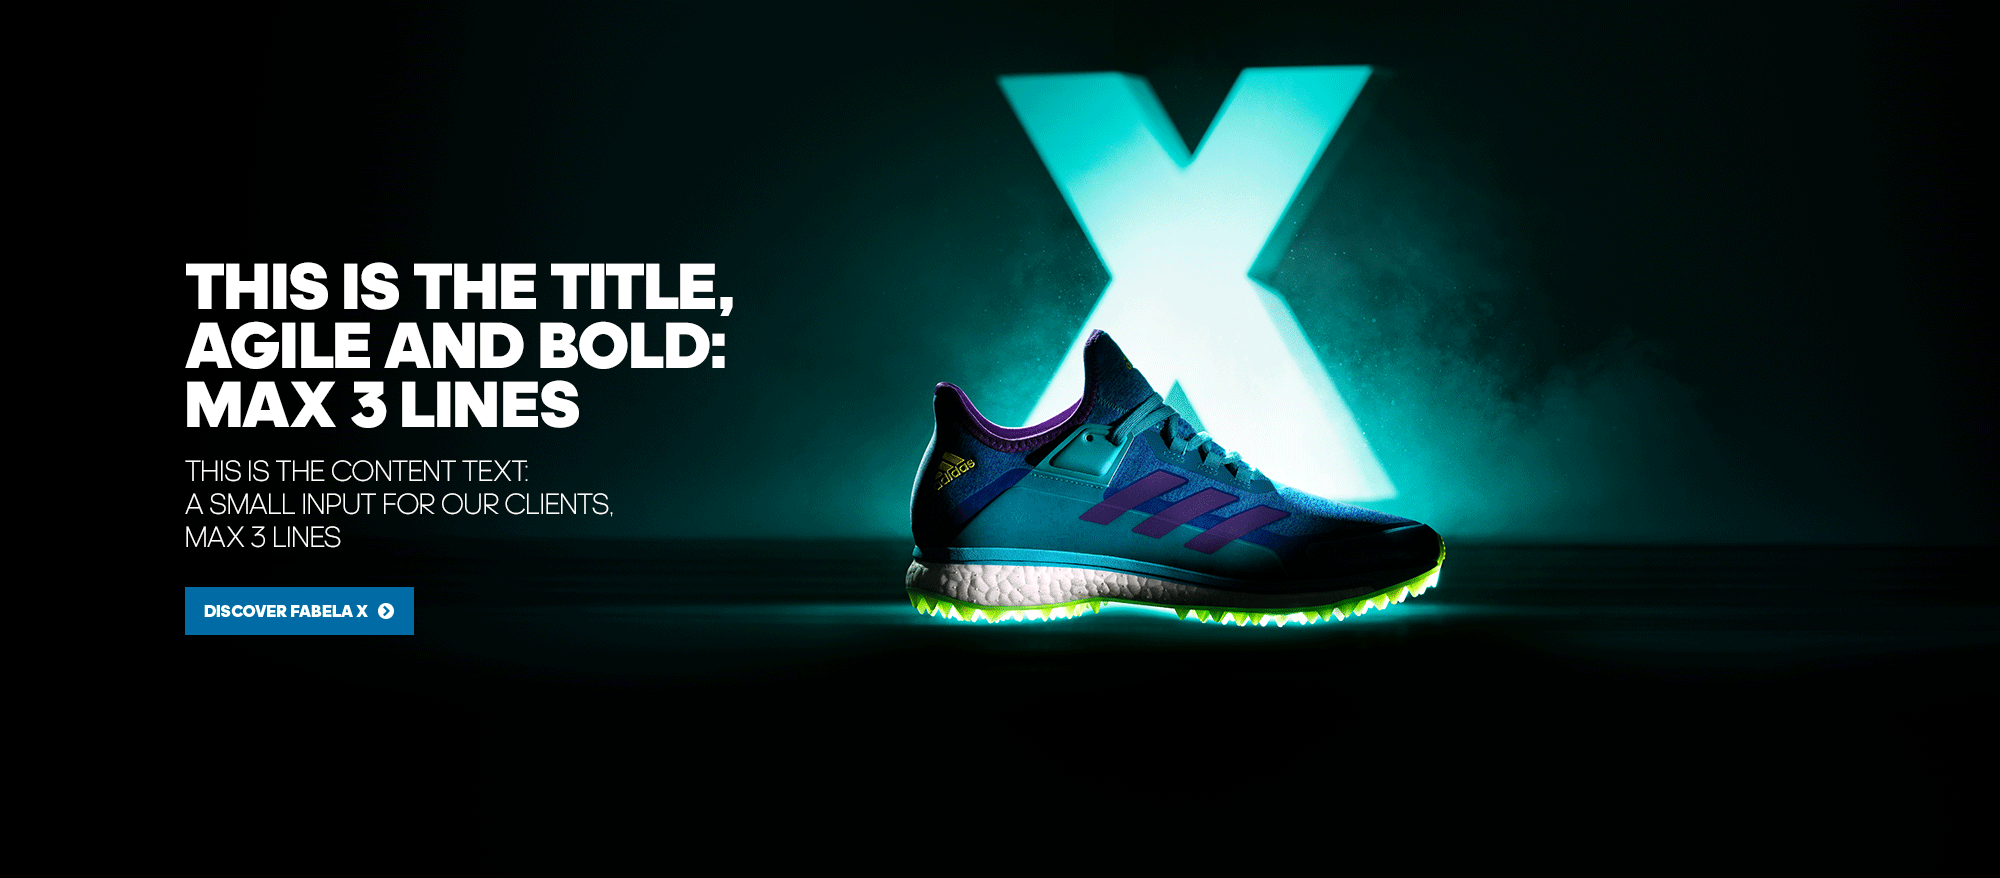 THIS IS THE TITLE,
AGILE AND BOLD:
MAX 3 LINES
THIS IS THE CONTENT TEXT:
A SMALL INPUT FOR OUR CLIENTS,
MAX 3 LINES
DISCOVER FABELA X
X
adidas